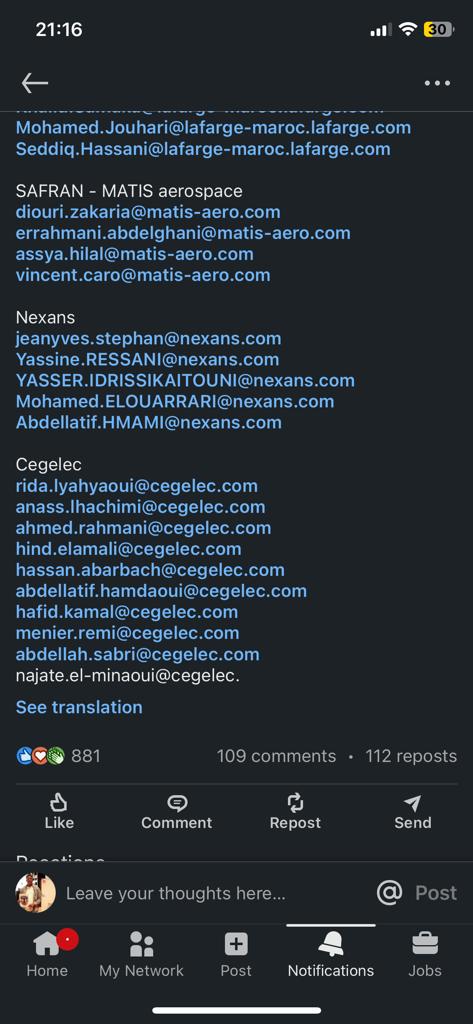 21:16
30
Mohamed.Jouhari@lafarge-maroc.lafarge.com
Seddiq.Hassani@lafarge-maroc.lafarge.com
SAFRAN - MATIS aerospace
diouri.zakaria@matis-aero.com
errahmani.abdelghani@matis-aero.com
assya.hilal@matis-aero.com
vincent.caro@matis-aero.com
Nexans
jeanyves.stephan@nexans.com
Yassine.RESSANI@nexans.com
YASSER.IDRISSIKAITOUNI@nexans.com
Mohamed.ELOUARRARI@nexans.com
Abdellatif.HMAMI@nexans.com
Cegelec
rida.lyahyaoui@cegelec.com
anass.lhachimi@cegelec.com
ahmed.rahmani@cegelec.com
hind.elamali@cegelec.com
hassan.abarbach@cegelec.com
abdellatif.hamdaoui@cegelec.com
hafid.kamal@cegelec.com
menier.remi@cegelec.com
abdellah.sabri@cegelec.com
najate.el-minaoui@cegelec.
See translation
881 109 comments • 112 reposts
Like Comment Repost Send
Reactions
Leave your thoughts here... @ Post
Home My Network Post Notifications Jobs